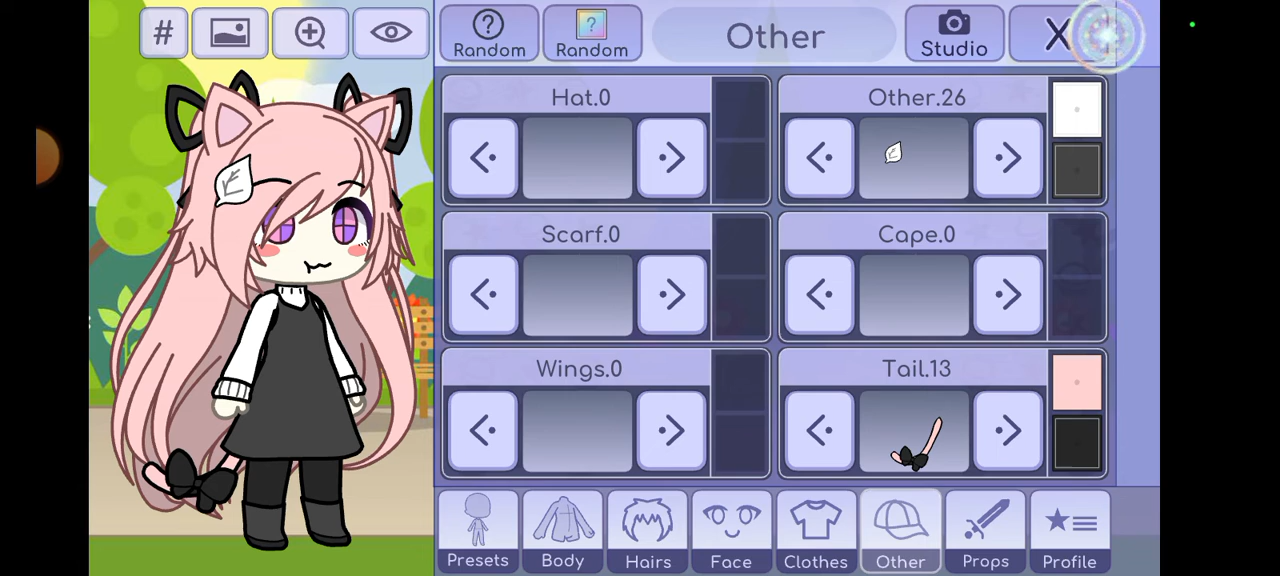 #
? Random
? Random
Other
Studio
X
Hat.0
Other.26
Scarf.0
Cape.0
Wings.0
Tail.13
Presets
Body
Hairs
Face
Clothes
Other
Props
Profile